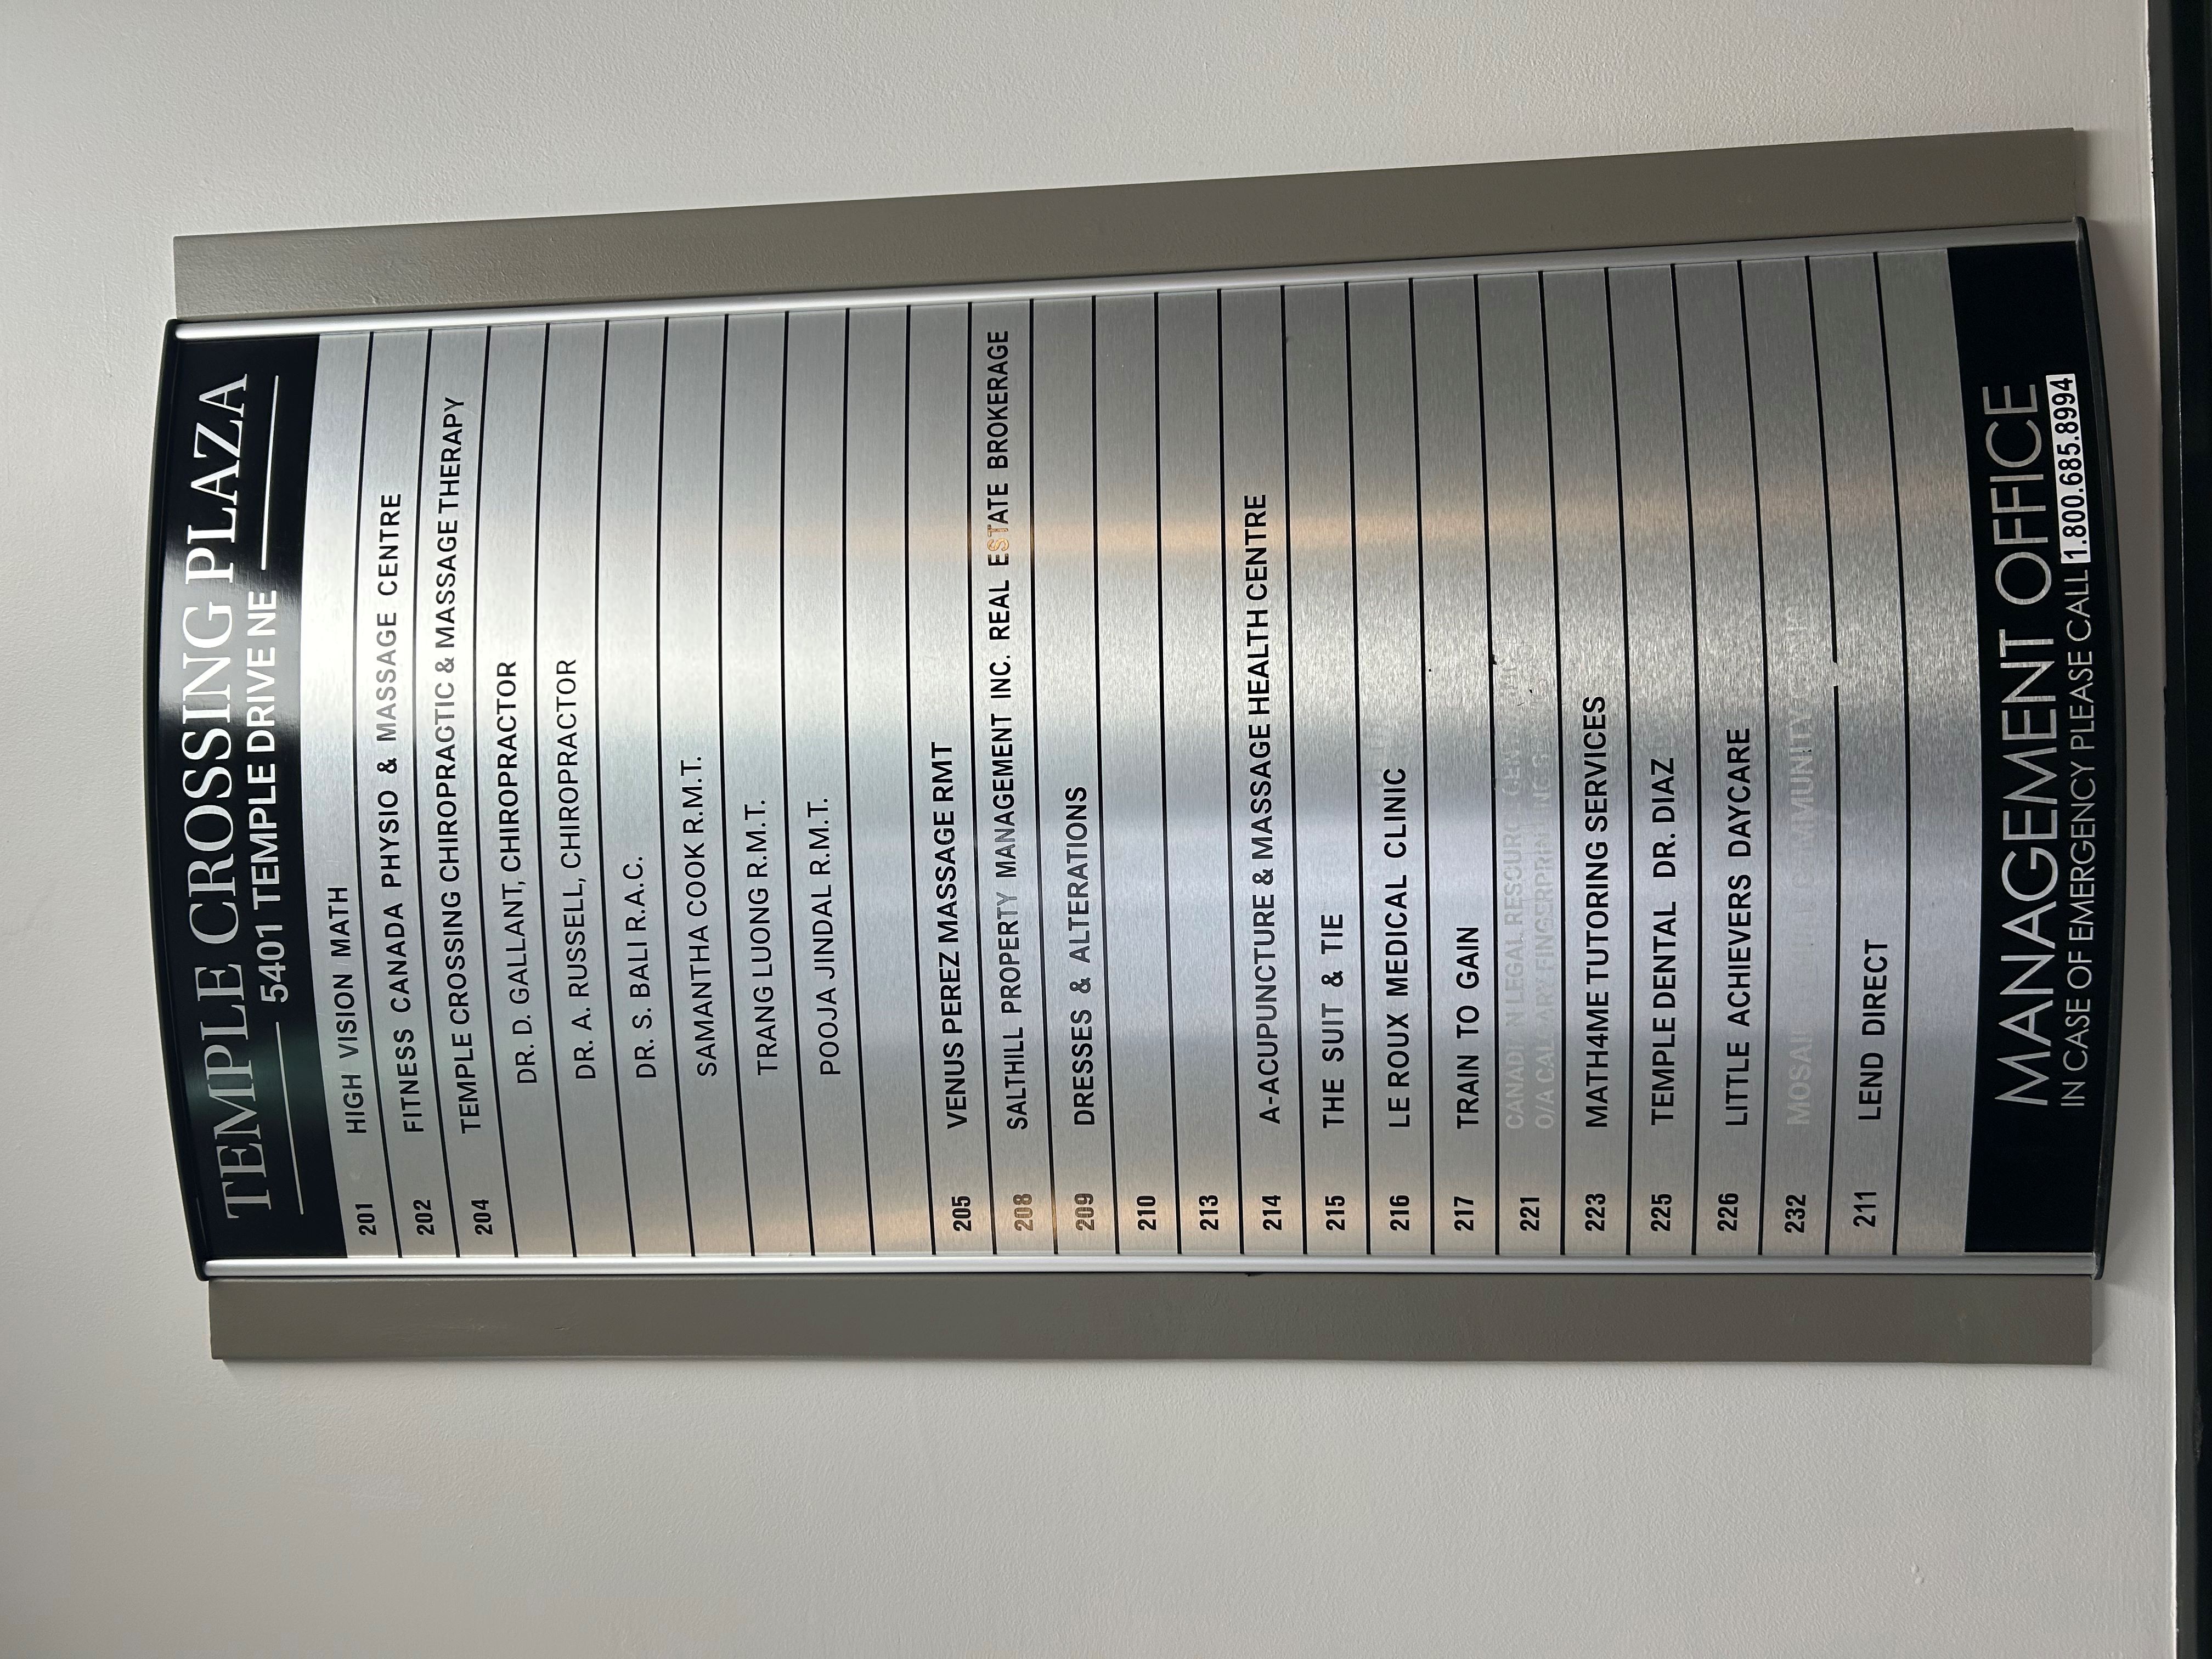 TEMPLE CROSSING PLAZA
5401 TEMPLE DRIVE NE
201 HIGH VISION MATH
202 FITNESS CANADA PHYSIO & MASSAGE CENTRE
204 TEMPLE CROSSING CHIROPRACTIC & MASSAGE THERAPY
DR. D. GALLANT, CHIROPRACTOR
DR. A. RUSSELL, CHIROPRACTOR
DR. S. BALI R.A.C.
SAMANTHA COOK R.M.T.
TRANG LUONG R.M.T.
POOJA JINDAL R.M.T.
205 VENUS PEREZ MASSAGE RMT
208 SALTHILL PROPERTY MANAGEMENT INC. REAL ESTATE BROKERAGE
209 DRESSES & ALTERATIONS
210
213
214 A-ACUPUNCTURE & MASSAGE HEALTH CENTRE
215 THE SUIT & TIE
216 LE ROUX MEDICAL CLINIC
217 TRAIN TO GAIN
221 LEGAL
O/A FINGERPRINTING
223 MATH4ME TUTORING SERVICES
225 TEMPLE DENTAL DR. DIAZ
226 LITTLE ACHIEVERS DAYCARE
232
211 LEND DIRECT
MANAGEMENT OFFICE
IN CASE OF EMERGENCY PLEASE CALL 1.800.685.8994